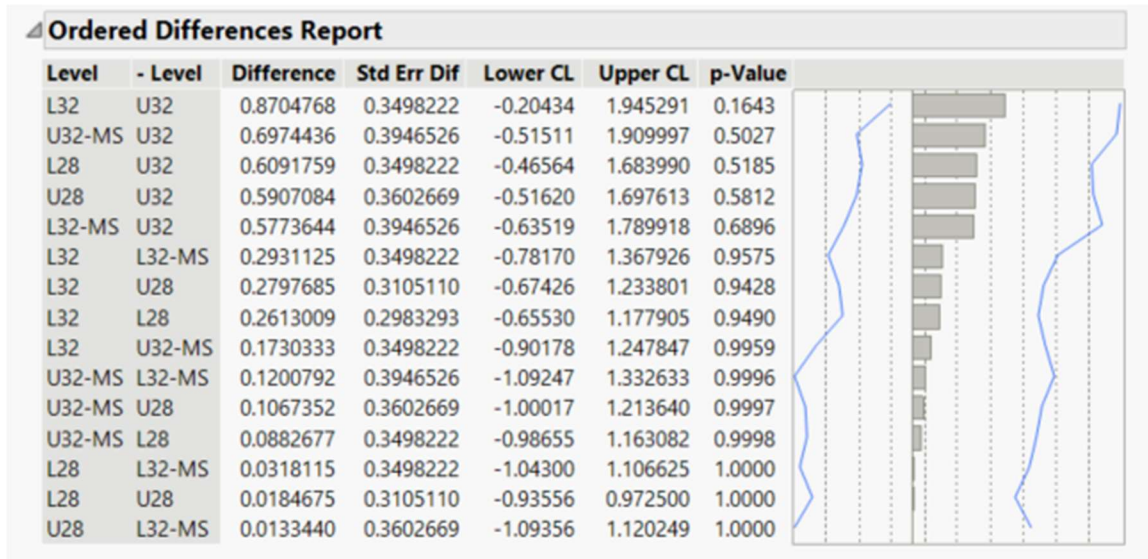 Ordered Differences Report
Level - Level Difference Std Err Dif Lower CL Upper CL p-Value
L32 U32 0.8704768 0.3498222 -0.20434 1.945291 0.1643
U32-MS U32 0.6974436 0.3946526 -0.51511 1.909997 0.5027
L28 U32 0.6091759 0.3498222 -0.46564 1.683990 0.5185
U28 U32 0.5907084 0.3602669 -0.51620 1.697613 0.5812
L32-MS U32 0.5773644 0.3946526 -0.63519 1.789918 0.6896
L32 L32-MS 0.2931125 0.3498222 -0.78170 1.367926 0.9575
L32 U28 0.2797685 0.3105110 -0.67426 1.233801 0.9428
L32 L28 0.2613009 0.2983293 -0.65530 1.177905 0.9490
L32 U32-MS 0.1730333 0.3498222 -0.90178 1.247847 0.9959
U32-MS L32-MS 0.1200792 0.3946526 -1.09247 1.332633 0.9996
U32-MS U28 0.1067352 0.3602669 -1.00017 1.213640 0.9997
U32-MS L28 0.0882677 0.3498222 -0.98655 1.163082 0.9998
L28 L32-MS 0.0318115 0.3498222 -1.04300 1.106625 1.0000
L28 U28 0.0184675 0.3105110 -0.93556 0.972500 1.0000
U28 L32-MS 0.0133440 0.3602669 -1.09356 1.120249 1.0000